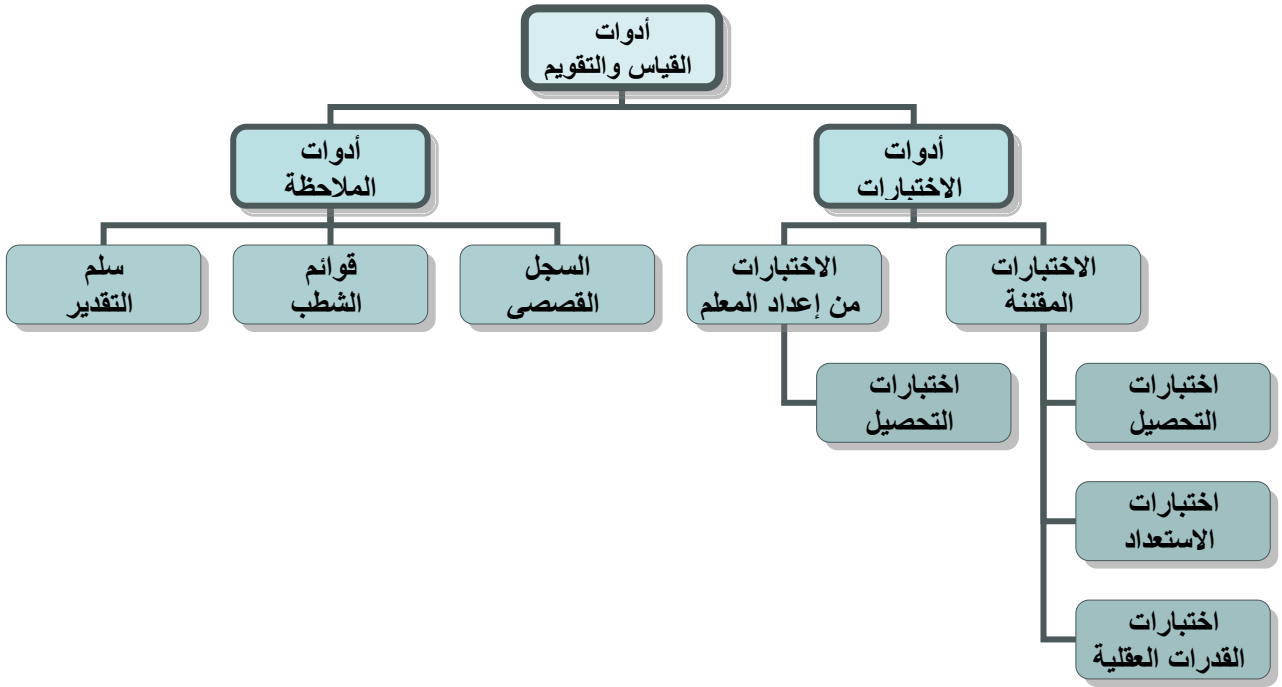 أدوات
القياس والتقويم
أدوات
الاختبارات
أدوات
الملاحظة
الاختبارات
المقننة
الاختبارات
من إعداد المعلم
السجل
القصصى
قوائم
الشطب
سلم
التقدير
اختبارات
التحصيل
اختبارات
التحصيل
اختبارات
الاستعداد
اختبارات
القدرات العقلية